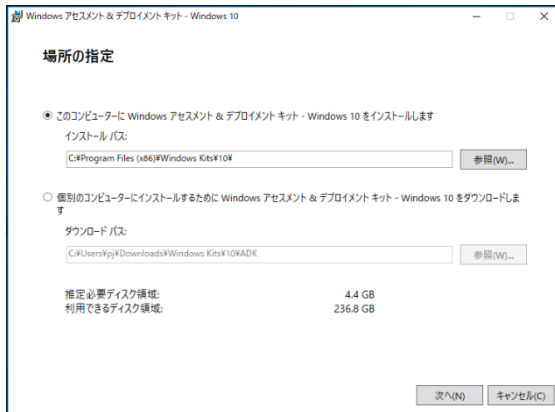 Windows アセスメント & デプロイメント キット - Windows 10
場所の指定
このコンピューターに Windows アセスメント & デプロイメント キット - Windows 10 をインストールします
インストール パス:
C:¥Program Files (x86)¥Windows Kits¥10¥
参照(W)...
個別のコンピューターにインストールするために Windows アセスメント & デプロイメント キット - Windows 10 をダウンロードしま
す
ダウンロード パス:
C:¥Users¥pj¥Downloads¥Windows Kits¥10¥ADK
参照(W)...
推定必要ディスク領域: 4.4 GB
利用できるディスク領域: 236.8 GB
次へ(N) キャンセル(C)